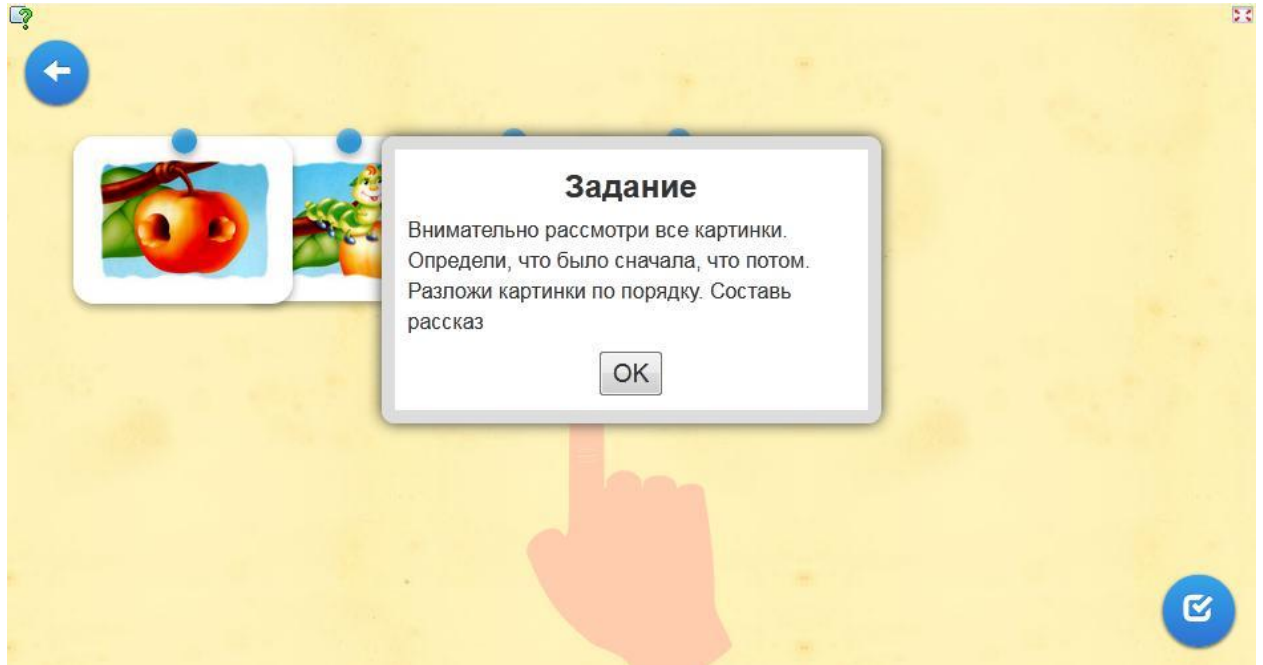 Задание
Внимательно рассмотри все картинки.
Определи, что было сначала, что потом.
Разложи картинки по порядку. Составь
рассказ
OK